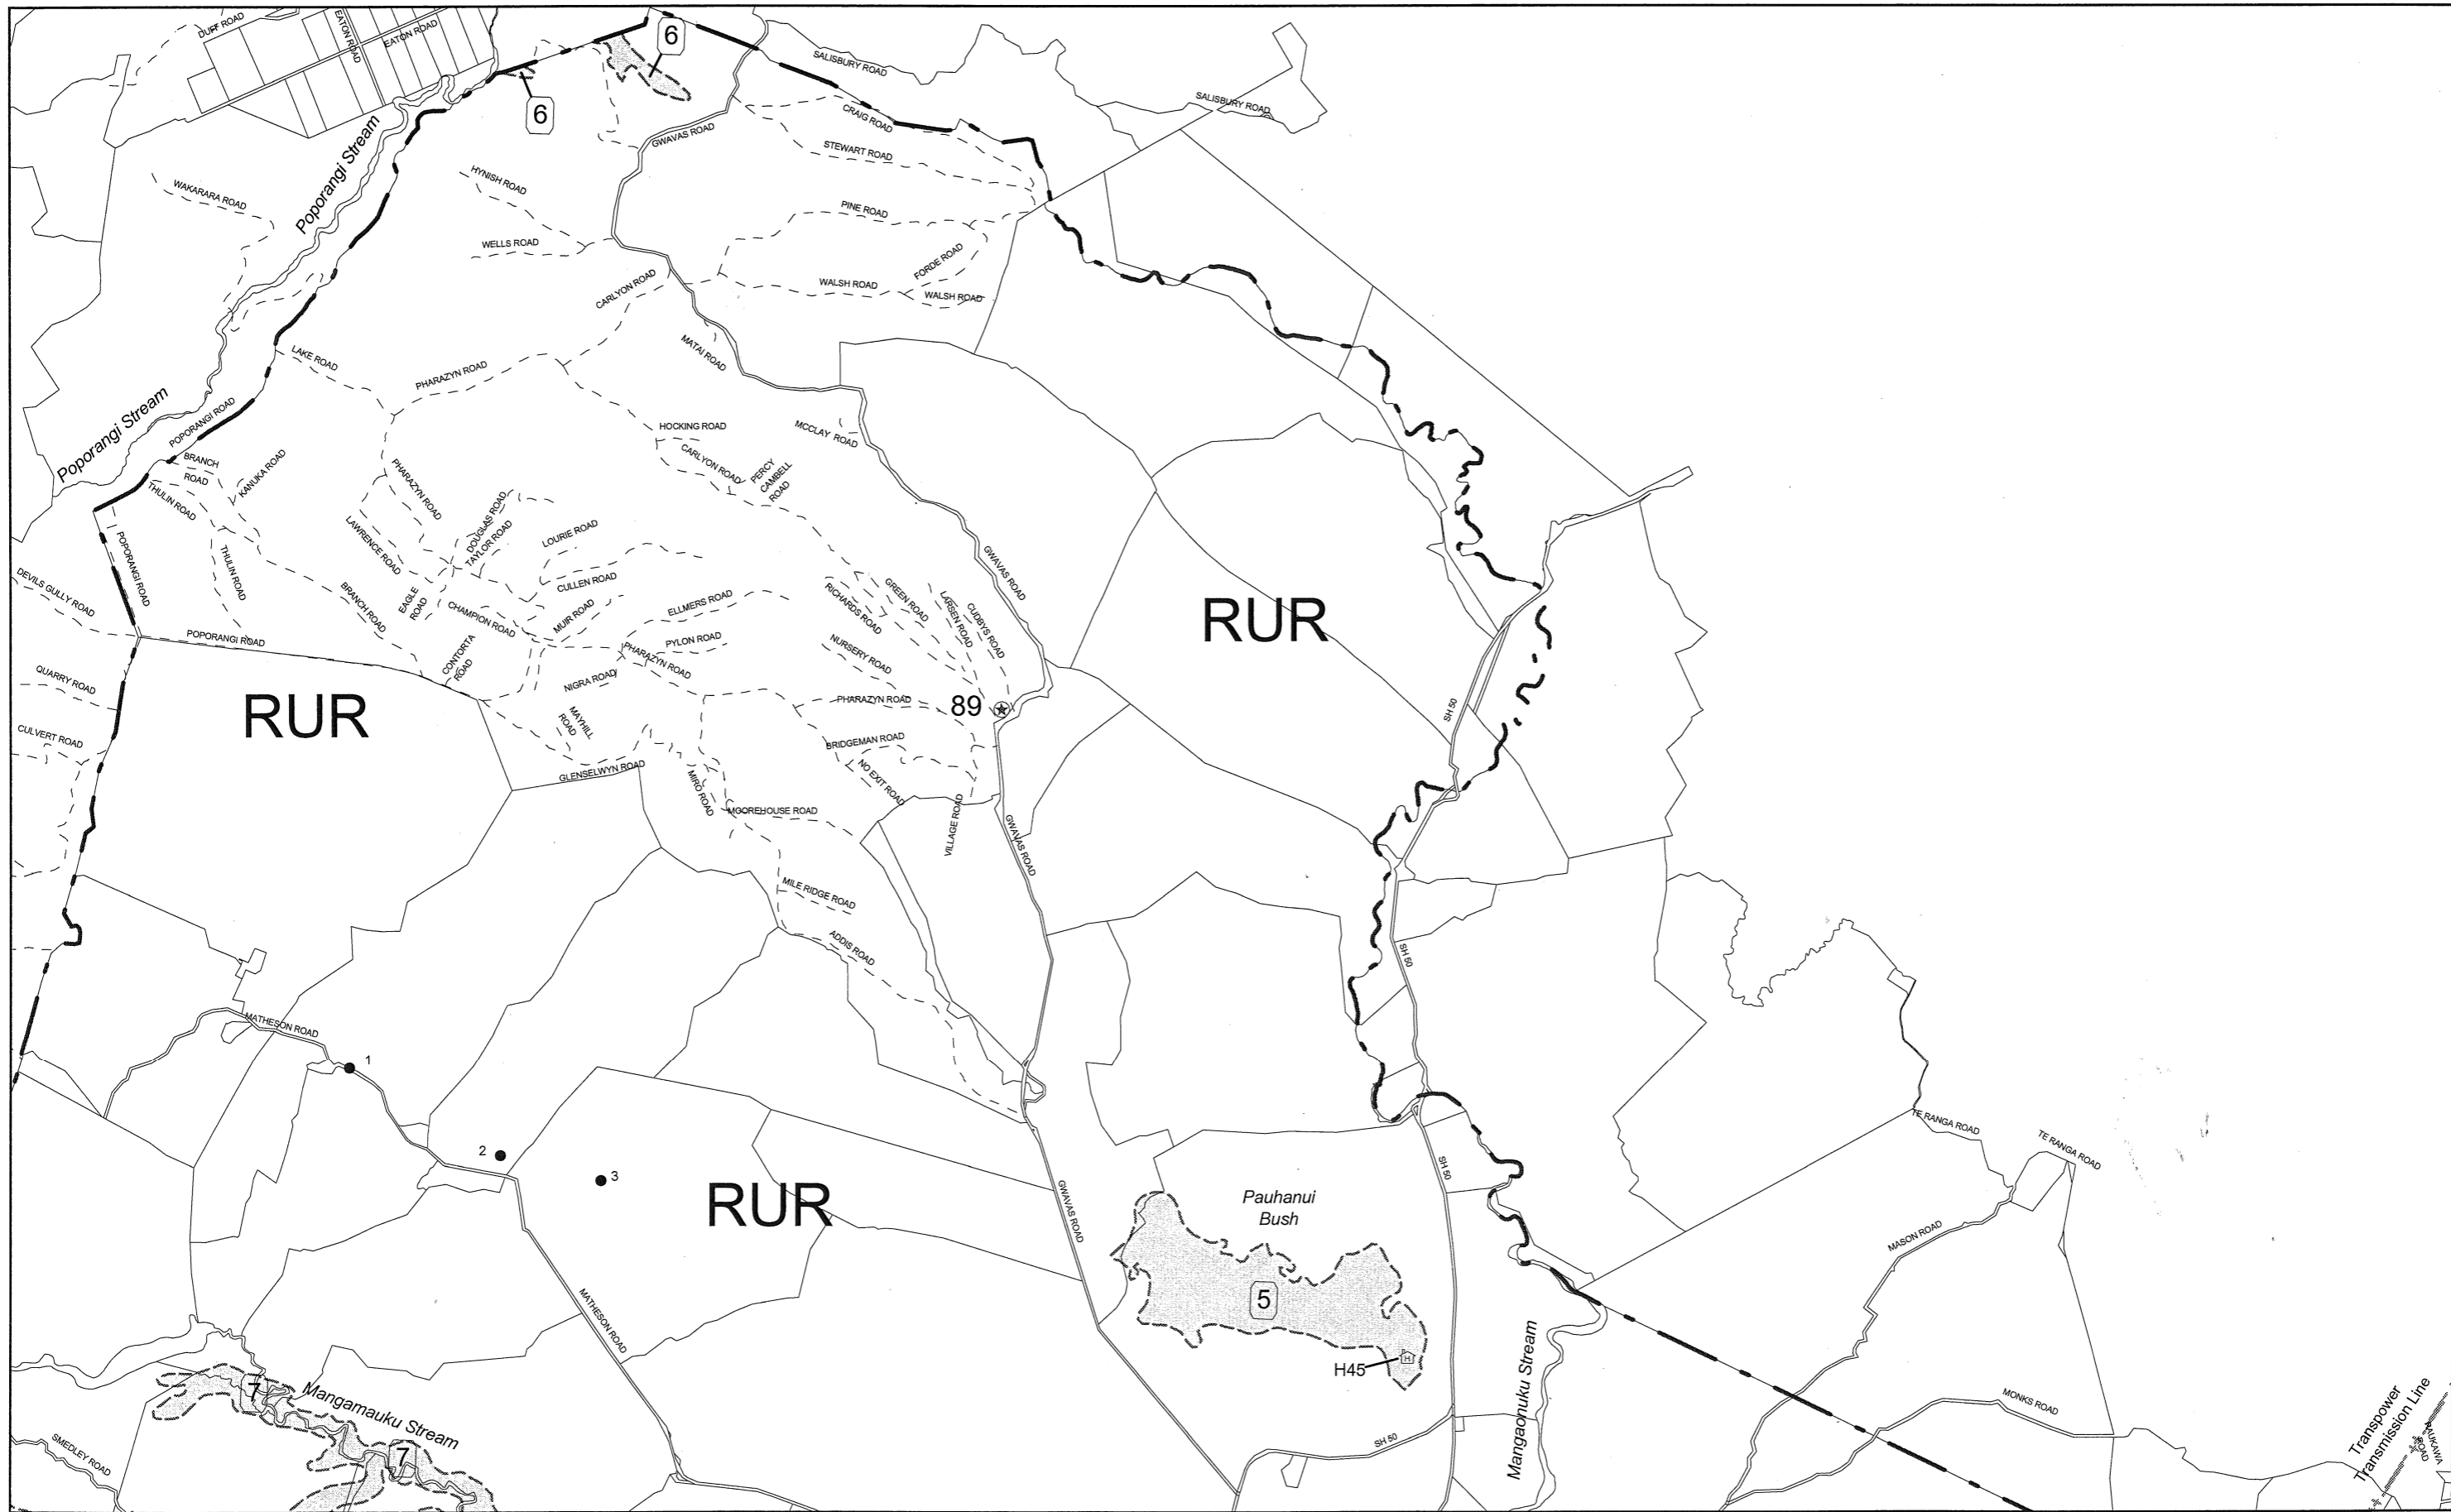 DUFF ROAD
EATON ROAD
EATON ROAD
6
6
SALISBURY ROAD
SALISBURY ROAD
CRAIG ROAD
GWAVAS ROAD
STEWART ROAD
Poporangi Stream
WAKARARA ROAD
HYNISH ROAD
PINE ROAD
WELLS ROAD
FORDE ROAD
CARLYON ROAD
WALSH ROAD
WALSH ROAD
MATAI ROAD
LAKE ROAD
PHARAZYN ROAD
Poporangi Stream
POPORANGI ROAD
HOCKING ROAD
MCCLAY ROAD
BRANCH
ROAD
KANUKA ROAD
CARLYON ROAD
PERCY
CAMBELL
ROAD
THULIN ROAD
PHARAZYN ROAD
DOUGLAS ROAD
TAYLOR ROAD
LOURIE ROAD
LAWRENCE ROAD
POPORANGI ROAD
THULIN ROAD
GWAVAS ROAD
DEVILS GULLY ROAD
BRANCH ROAD
EAGLE
ROAD
CULLEN ROAD
CHAMPION ROAD
MUIR ROAD
ELLMERS ROAD
RICHARDS ROAD
GREEN ROAD
LARSEN ROAD
CUDBYS ROAD
RUR
POPORANGI ROAD
CONTORTA
ROAD
PYLON ROAD
PHARAZYN ROAD
NURSERY ROAD
QUARRY ROAD
NIGRA ROAD
RUR
PHARAZYN ROAD
89
SH 50
MAYHILL
ROAD
CULVERT ROAD
BRIDGEMAN ROAD
GLENSELWYN ROAD
NO EXIT ROAD
MIRO ROAD
MOOREHOUSE ROAD
VILLAGE ROAD
GWAVAS ROAD
MILE RIDGE ROAD
ADDIS ROAD
SH 50
MATHESON ROAD
1
2
3
TE RANGA ROAD
TE RANGA ROAD
SH 50
RUR
GWAVAS ROAD
Pauhanui
Bush
MASON ROAD
5
MATHESON ROAD
H45
H
Mangaonuku Stream
7
Mangamauku Stream
7
SMEDLEY ROAD
SH 50
MONKS ROAD
Transpower
Transmission Line
RAUKAWA
ROAD